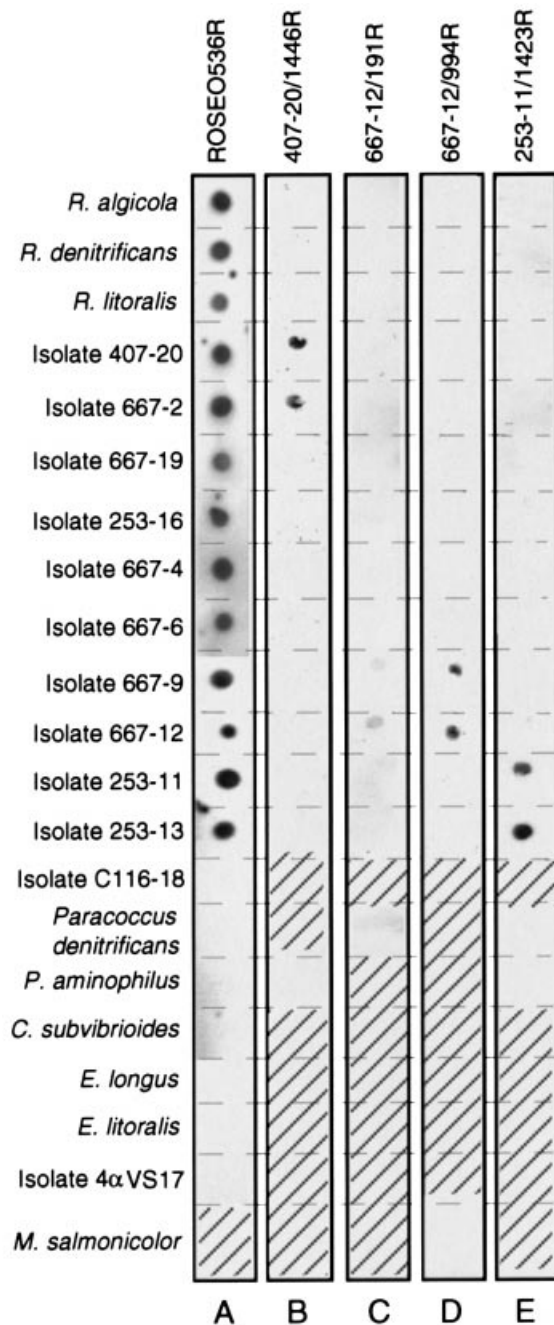 ROSEO536R
407-20/1446R
667-12/191R
667-12/994R
253-11/1423R
R. algicola
R. denitrificans
R. litoralis
Isolate 407-20
Isolate 667-2
Isolate 667-19
Isolate 253-16
Isolate 667-4
Isolate 667-6
Isolate 667-9
Isolate 667-12
Isolate 253-11
Isolate 253-13
Isolate C116-18
Paracoccus
denitrificans
P. aminophilus
C. subvibrioides
E. longus
E. litoralis
Isolate 4αVS17
M. salmonicolor
A B C D E